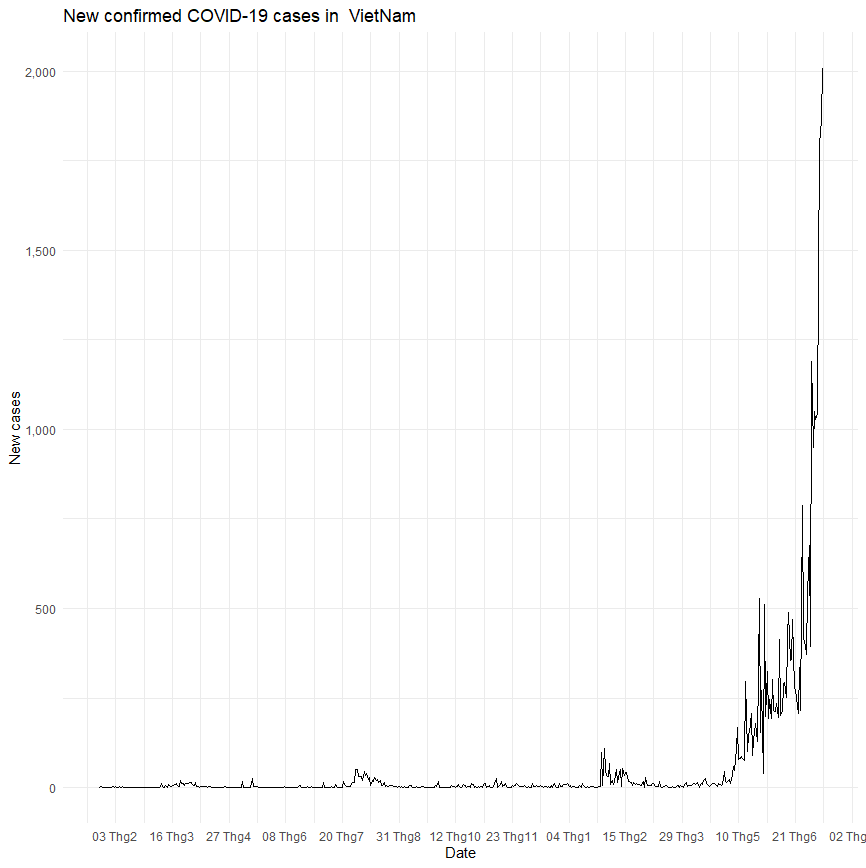 New confirmed COVID-19 cases in  VietNam
2,000
1,500
1,000
500
0
New cases
03 Thg2 16 Thg3 27 Thg4 08 Thg6 20 Thg7 31 Thg8 12 Thg10 23 Thg11 04 Thg1 15 Thg2 29 Thg3 10 Thg5 21 Thg6 02 Thg
Date